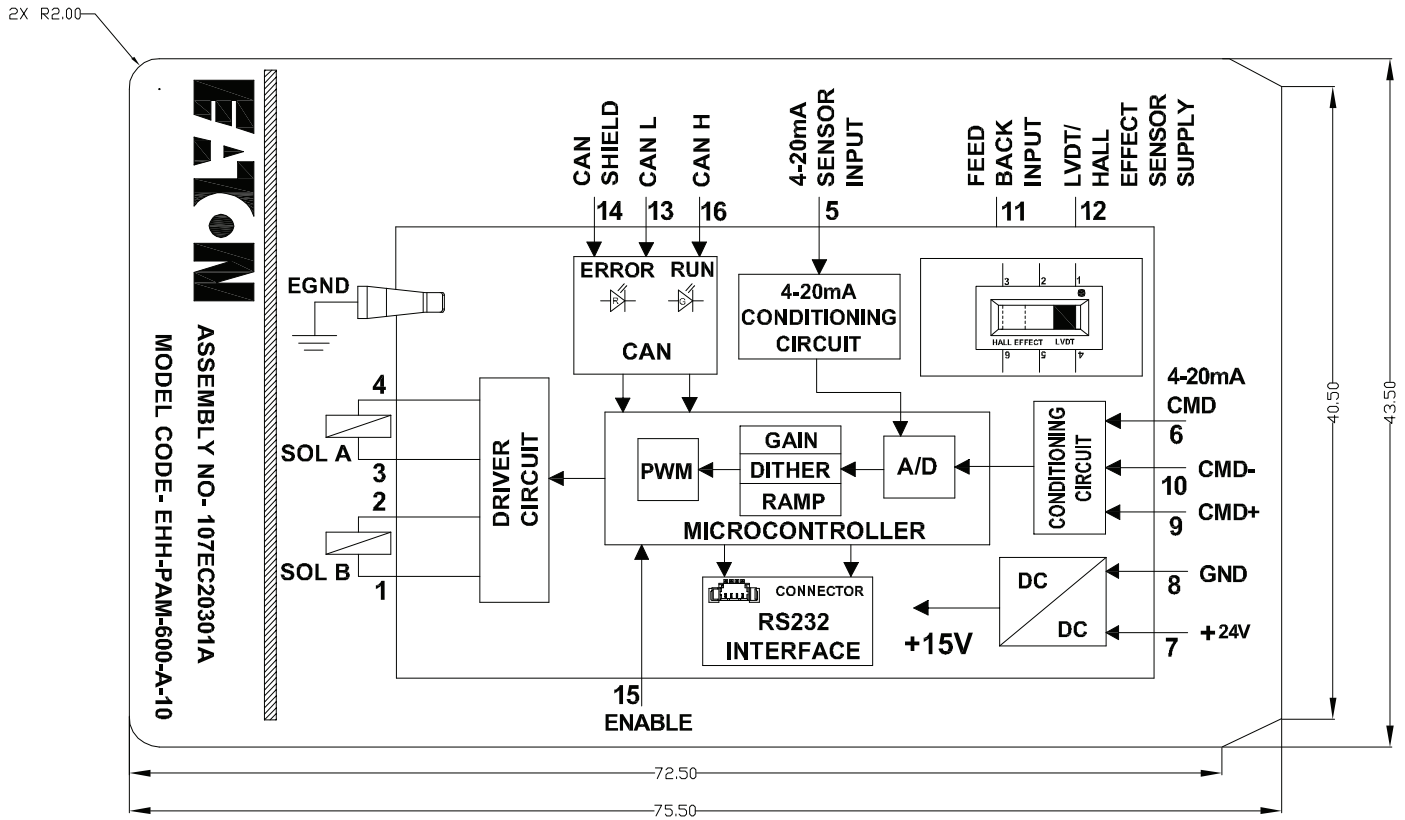 2X R2.00
EATON
ASSEMBLY NO- 107EC20301A
MODEL CODE- EHH-PAM-600-A-10
CAN
SHIELD
14
CAN L
13
CAN H
16
4-20mA
SENSOR
INPUT
5
FEED
BACK
INPUT
11
LVDT/
HALL
EFFECT
SENSOR
SUPPLY
12
EGND
ERROR RUN
R G
CAN
4-20mA
CONDITIONING
CIRCUIT
3 2 1
HALL EFFECT LVDT
6 5 4
4
SOL A
3
2
SOL B
1
DRIVER
CIRCUIT
PWM
GAIN
DITHER
RAMP
A/D
MICROCONTROLLER
CONDITIONING
CIRCUIT
4-20mA
CMD
6
CMD-
10
CMD+
9
GND
8
+24V
7
DC
DC
+15V
CONNECTOR
RS232
INTERFACE
15
ENABLE
40.50
43.50
72.50
75.50